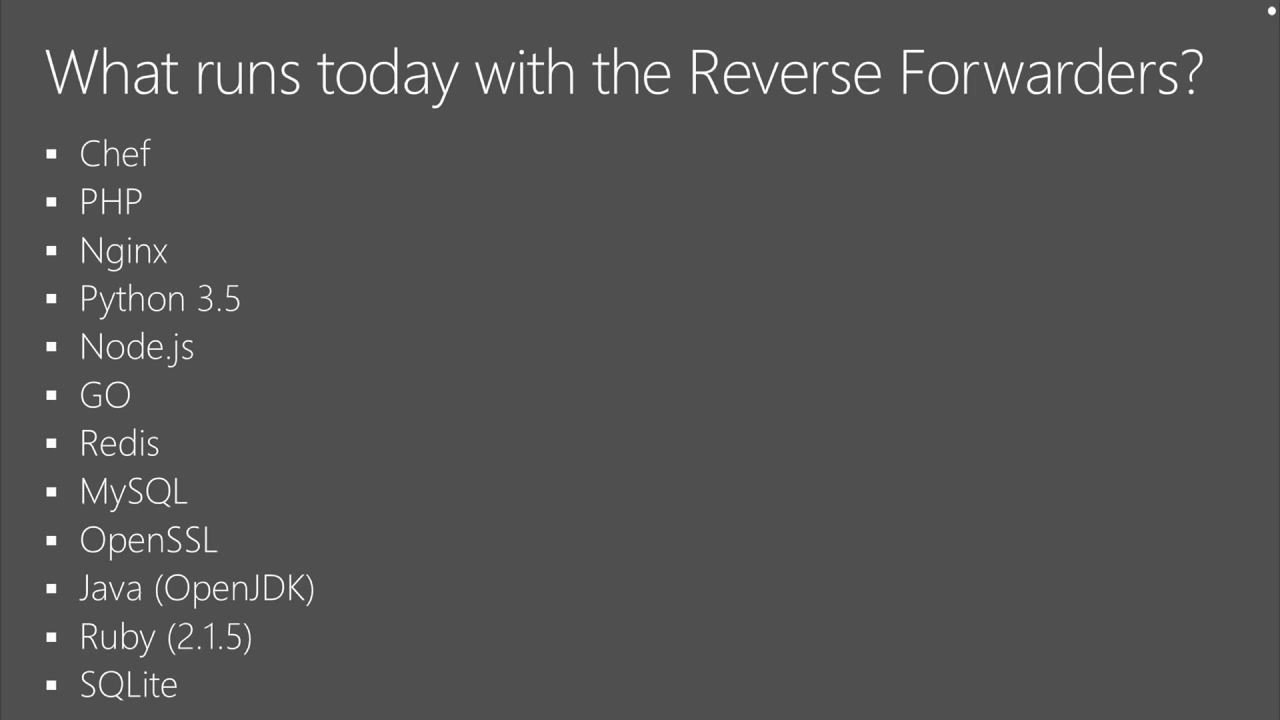 What runs today with the Reverse Forwarders?
▪ Chef
▪ PHP
▪ Nginx
▪ Python 3.5
▪ Node.js
▪ GO
▪ Redis
▪ MySQL
▪ OpenSSL
▪ Java (OpenJDK)
▪ Ruby (2.1.5)
▪ SQLite